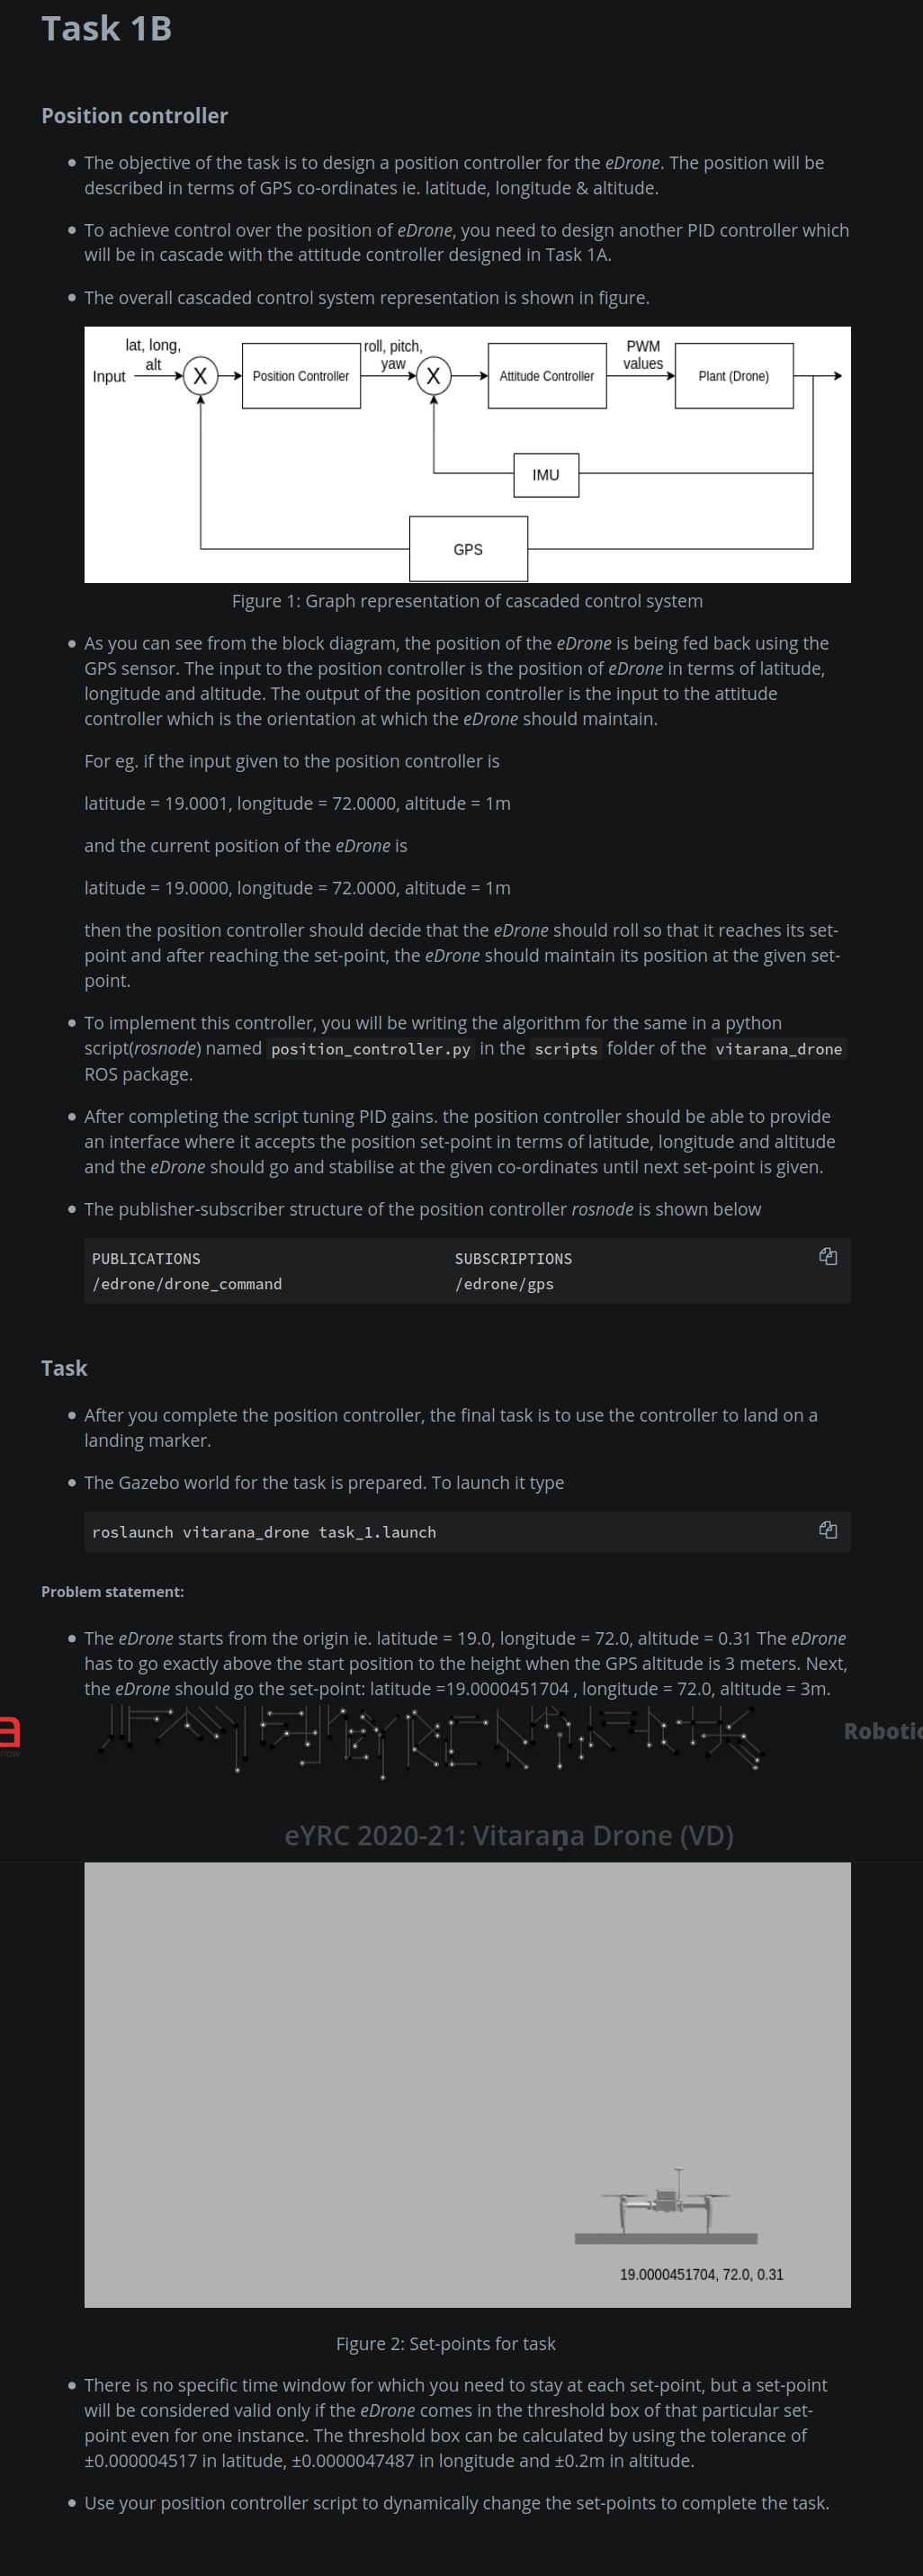 Task 1B
Position controller
The objective of the task is to design a position controller for the eDrone. The position will be
described in terms of GPS co-ordinates ie. latitude, longitude & altitude.
To achieve control over the position of eDrone, you need to design another PID controller which
will be in cascade with the attitude controller designed in Task 1A.
The overall cascaded control system representation is shown in figure.
lat, long,
alt
Input
X
Position Controller
roll, pitch,
yaw
X
Attitude Controller
PWM
values
Plant (Drone)
IMU
GPS
Figure 1: Graph representation of cascaded control system
As you can see from the block diagram, the position of the eDrone is being fed back using the
GPS sensor. The input to the position controller is the position of eDrone in terms of latitude,
longitude and altitude. The output of the position controller is the input to the attitude
controller which is the orientation at which the eDrone should maintain.
For eg. if the input given to the position controller is
latitude = 19.0001, longitude = 72.0000, altitude = 1m
and the current position of the eDrone is
latitude = 19.0000, longitude = 72.0000, altitude = 1m
then the position controller should decide that the eDrone should roll so that it reaches its set-
point and after reaching the set-point, the eDrone should maintain its position at the given set-
point.
To implement this controller, you will be writing the algorithm for the same in a python
script(rosnode) named position_controller.py in the scripts folder of the vitarana_drone
ROS package.
After completing the script tuning PID gains. the position controller should be able to provide
an interface where it accepts the position set-point in terms of latitude, longitude and altitude
and the eDrone should go and stabilise at the given co-ordinates until next set-point is given.
The publisher-subscriber structure of the position controller rosnode is shown below
PUBLICATIONS SUBSCRIPTIONS
/edrone/drone_command /edrone/gps
Task
After you complete the position controller, the final task is to use the controller to land on a
landing marker.
The Gazebo world for the task is prepared. To launch it type
roslaunch vitarana_drone task_1.launch
Problem statement:
The eDrone starts from the origin ie. latitude = 19.0, longitude = 72.0, altitude = 0.31 The eDrone
has to go exactly above the start position to the height when the GPS altitude is 3 meters. Next,
the eDrone should go the set-point: latitude =19.0000451704 , longitude = 72.0, altitude = 3m.
Robotic
eYRC 2020-21: Vitarana Drone (VD)
19.0000451704, 72.0, 0.31
Figure 2: Set-points for task
There is no specific time window for which you need to stay at each set-point, but a set-point
will be considered valid only if the eDrone comes in the threshold box of that particular set-
point even for one instance. The threshold box can be calculated by using the tolerance of
±0.000004517 in latitude, ±0.0000047487 in longitude and ±0.2m in altitude.
Use your position controller script to dynamically change the set-points to complete the task.